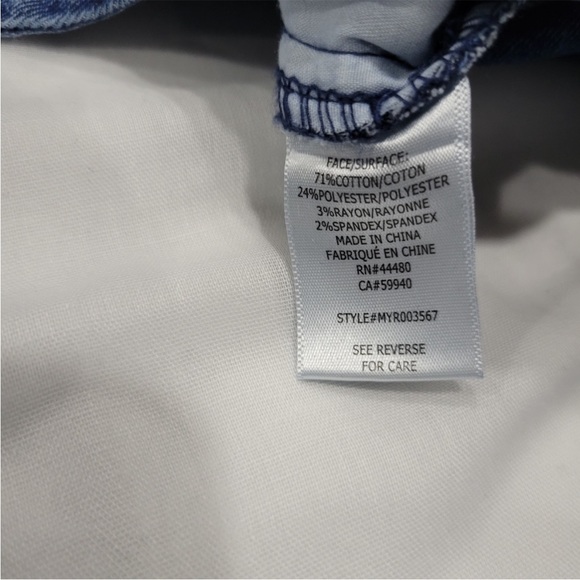 FACE/SURFACE:
71%COTTON/COTON
24%POLYESTER/POLYESTER
3%RAYON/RAYONNE
2%SPANDEX/SPANDEX
MADE IN CHINA
FABRIQUÉ EN CHINE
RN#44480
CA#59940
STYLE#MYR003567
SEE REVERSE
FOR CARE